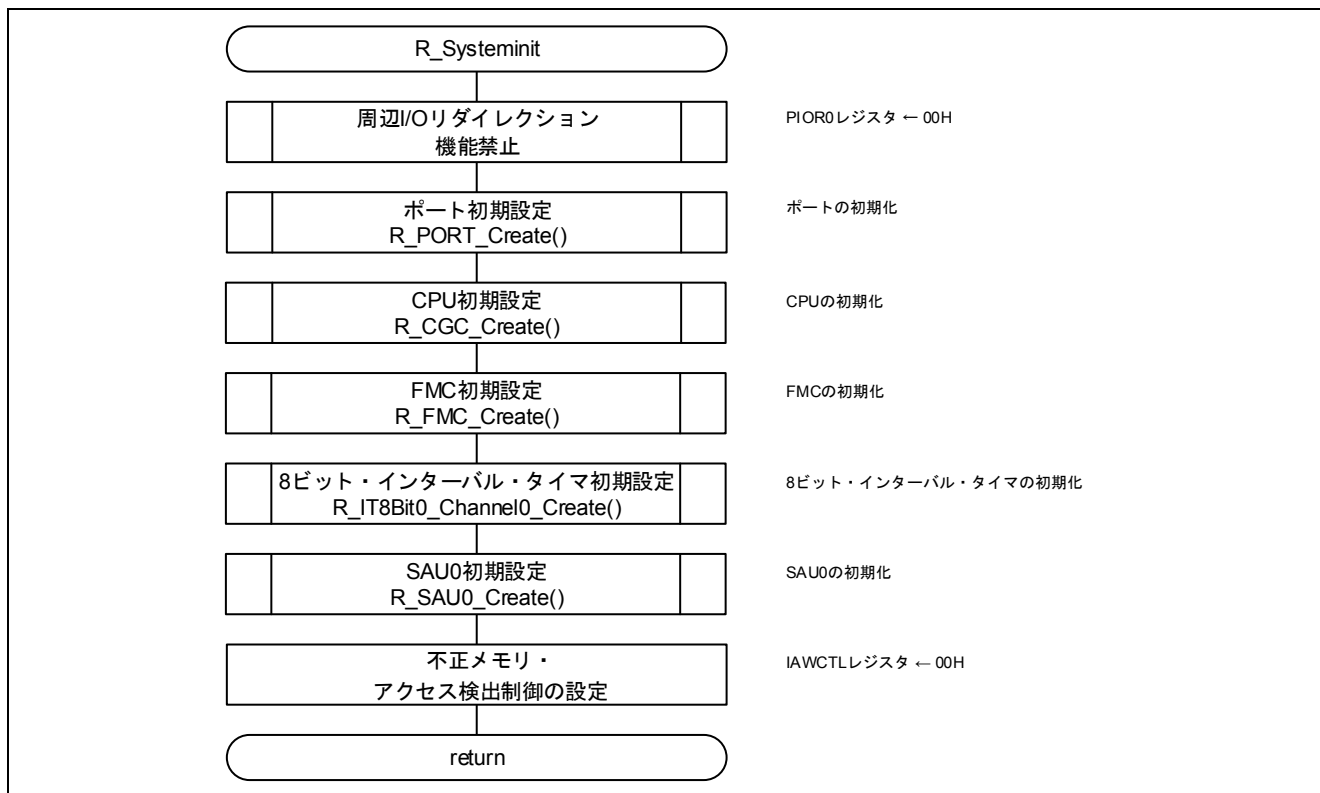 R_Systeminit
周辺I/Oリダイレクション
機能禁止
PIOR0レジスタ ← 00H
ポート初期設定
R_PORT_Create()
ポートの初期化
CPU初期設定
R_CGC_Create()
CPUの初期化
FMC初期設定
R_FMC_Create()
FMCの初期化
8ビット・インターバル・タイマ初期設定
R_IT8Bit0_Channel0_Create()
8ビット・インターバル・タイマの初期化
SAU0初期設定
R_SAU0_Create()
SAU0の初期化
不正メモリ・
アクセス検出制御の設定
IAWCTLレジスタ ← 00H
return